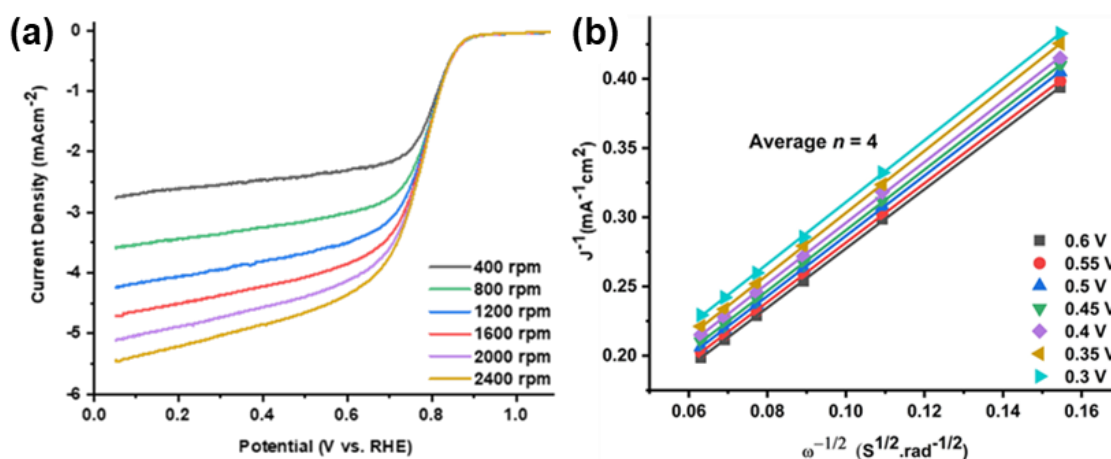 (a)
Current Density (mAcm⁻²)
0
-1
-2
-3
-4
-5
-6
0.0 0.2 0.4 0.6 0.8 1.0
Potential (V vs. RHE)
400 rpm
800 rpm
1200 rpm
1600 rpm
2000 rpm
2400 rpm
(b)
J⁻¹(mA⁻¹cm²)
0.40
0.30
0.20
0.06 0.08 0.10 0.12 0.14 0.16
ω⁻¹/² (S¹/².rad⁻¹/²)
Average n = 4
0.6 V
0.55 V
0.5 V
0.45 V
0.4 V
0.35 V
0.3 V